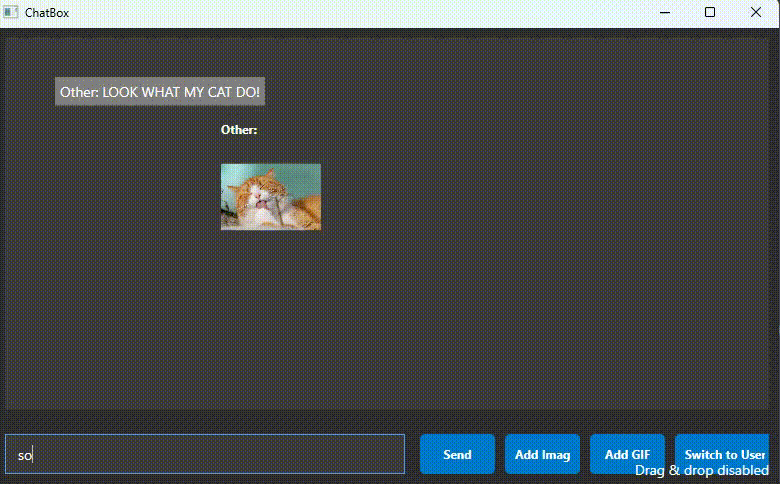 ChatBox
Other: LOOK WHAT MY CAT DO!
Other:
so
Send
Add Imag
Add GIF
Switch to User
Drag & drop disabled